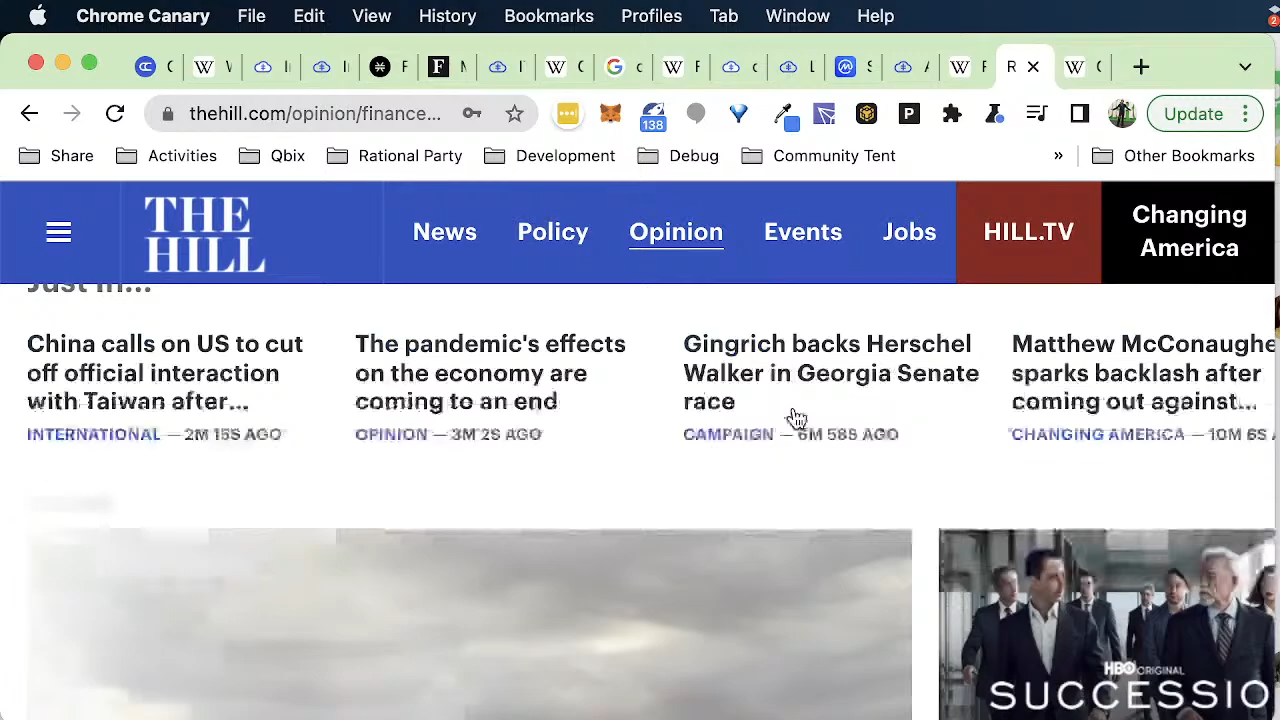 Chrome Canary File Edit View History Bookmarks Profiles Tab Window Help
2
thehill.com/opinion/finance... 138 P Update
Share Activities Qbix Rational Party Development Debug Community Tent » Other Bookmarks
THE HILL
News Policy Opinion Events Jobs HILL.TV Changing America
Just In...
China calls on US to cut
off official interaction
with Taiwan after...
INTERNATIONAL — 2M 15S AGO
The pandemic's effects
on the economy are
coming to an end
OPINION — 3M 2S AGO
Gingrich backs Herschel
Walker in Georgia Senate
race
CAMPAIGN — 6M 58S AGO
Matthew McConaughe
sparks backlash after
coming out against...
CHANGING AMERICA — 10M 6S
HBO ORIGINAL
SUCCESSIO